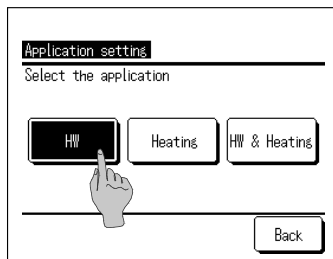 Application setting
Select the application
HW
Heating
HW & Heating
Back